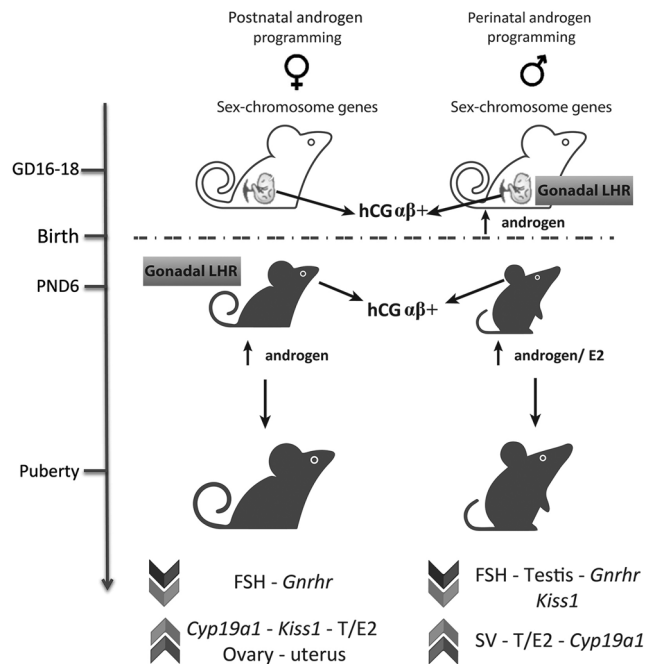 Postnatal androgen
programming
Perinatal androgen
programming
Sex-chromosome genes
Sex-chromosome genes
GD16-18
Gonadal LHR
hCG αβ+
androgen
Birth
Gonadal LHR
PND6
hCG αβ+
androgen
androgen/ E2
Puberty
FSH - Gnrhr
FSH - Testis - Gnrhr
Kiss1
Cyp19a1 - Kiss1 - T/E2
Ovary - uterus
SV - T/E2 - Cyp19a1